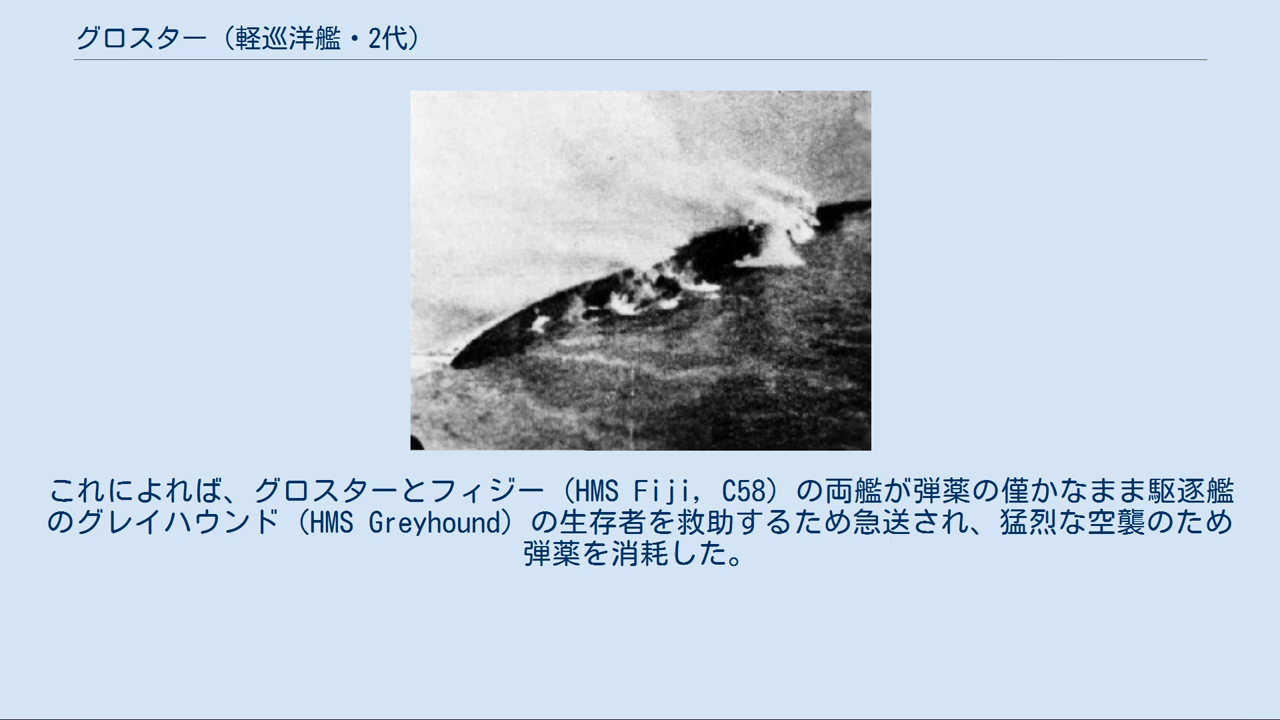 グロスター（軽巡洋艦・2代）
これによれば、グロスターとフィジー（HMS Fiji, C58）の両艦が弾薬の僅かなまま駆逐艦
のグレイハウンド（HMS Greyhound）の生存者を救助するため急送され、猛烈な空襲のため
弾薬を消耗した。